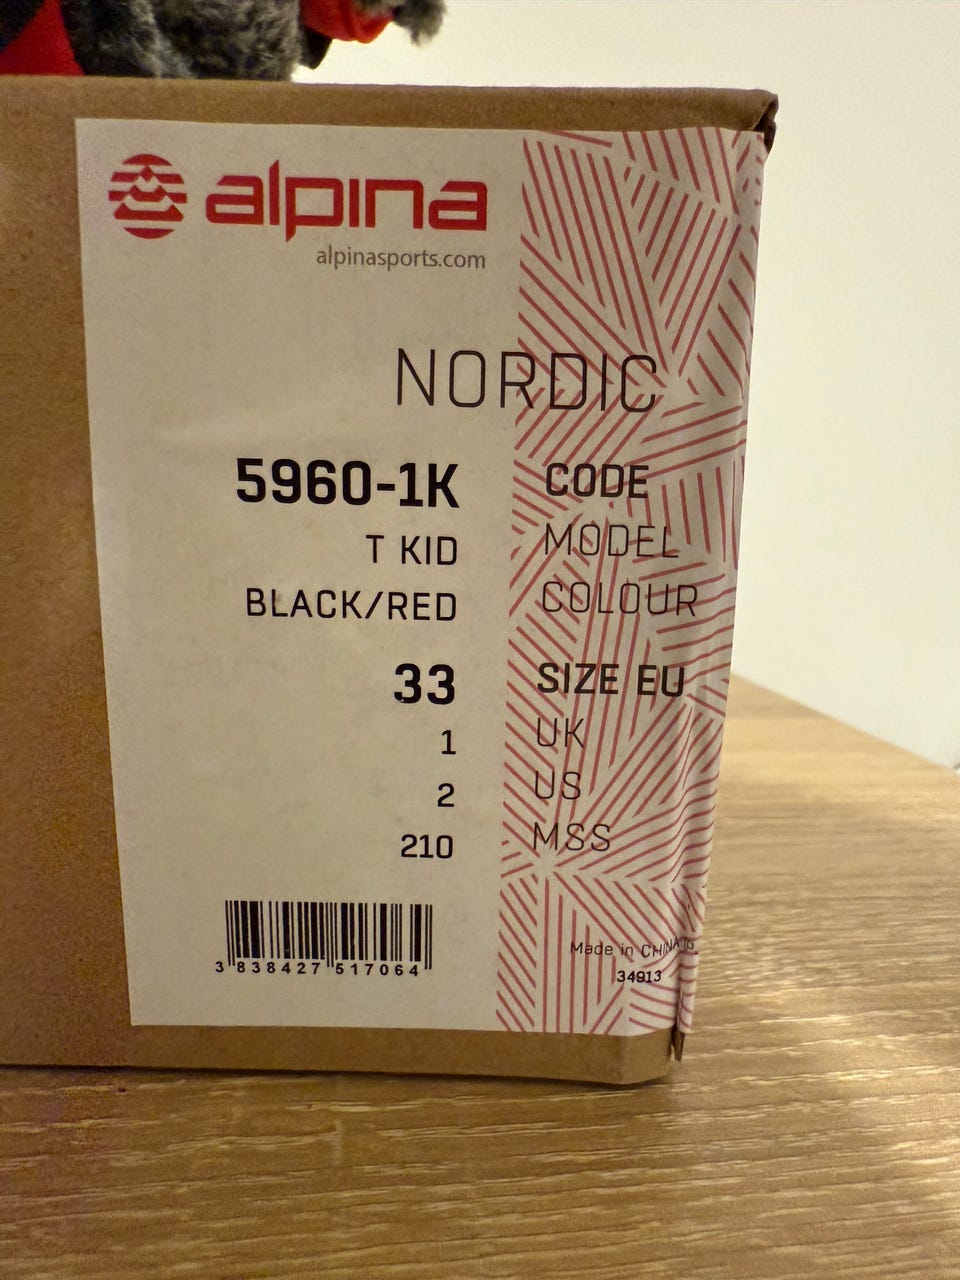 alpina
alpinasports.com
NORDIC
5960-1K CODE
T KID MODEL
BLACK/RED COLOUR
33 SIZE EU
1 UK
2 US
210 MSS
Made in CHINA
34913
3 838427 517064